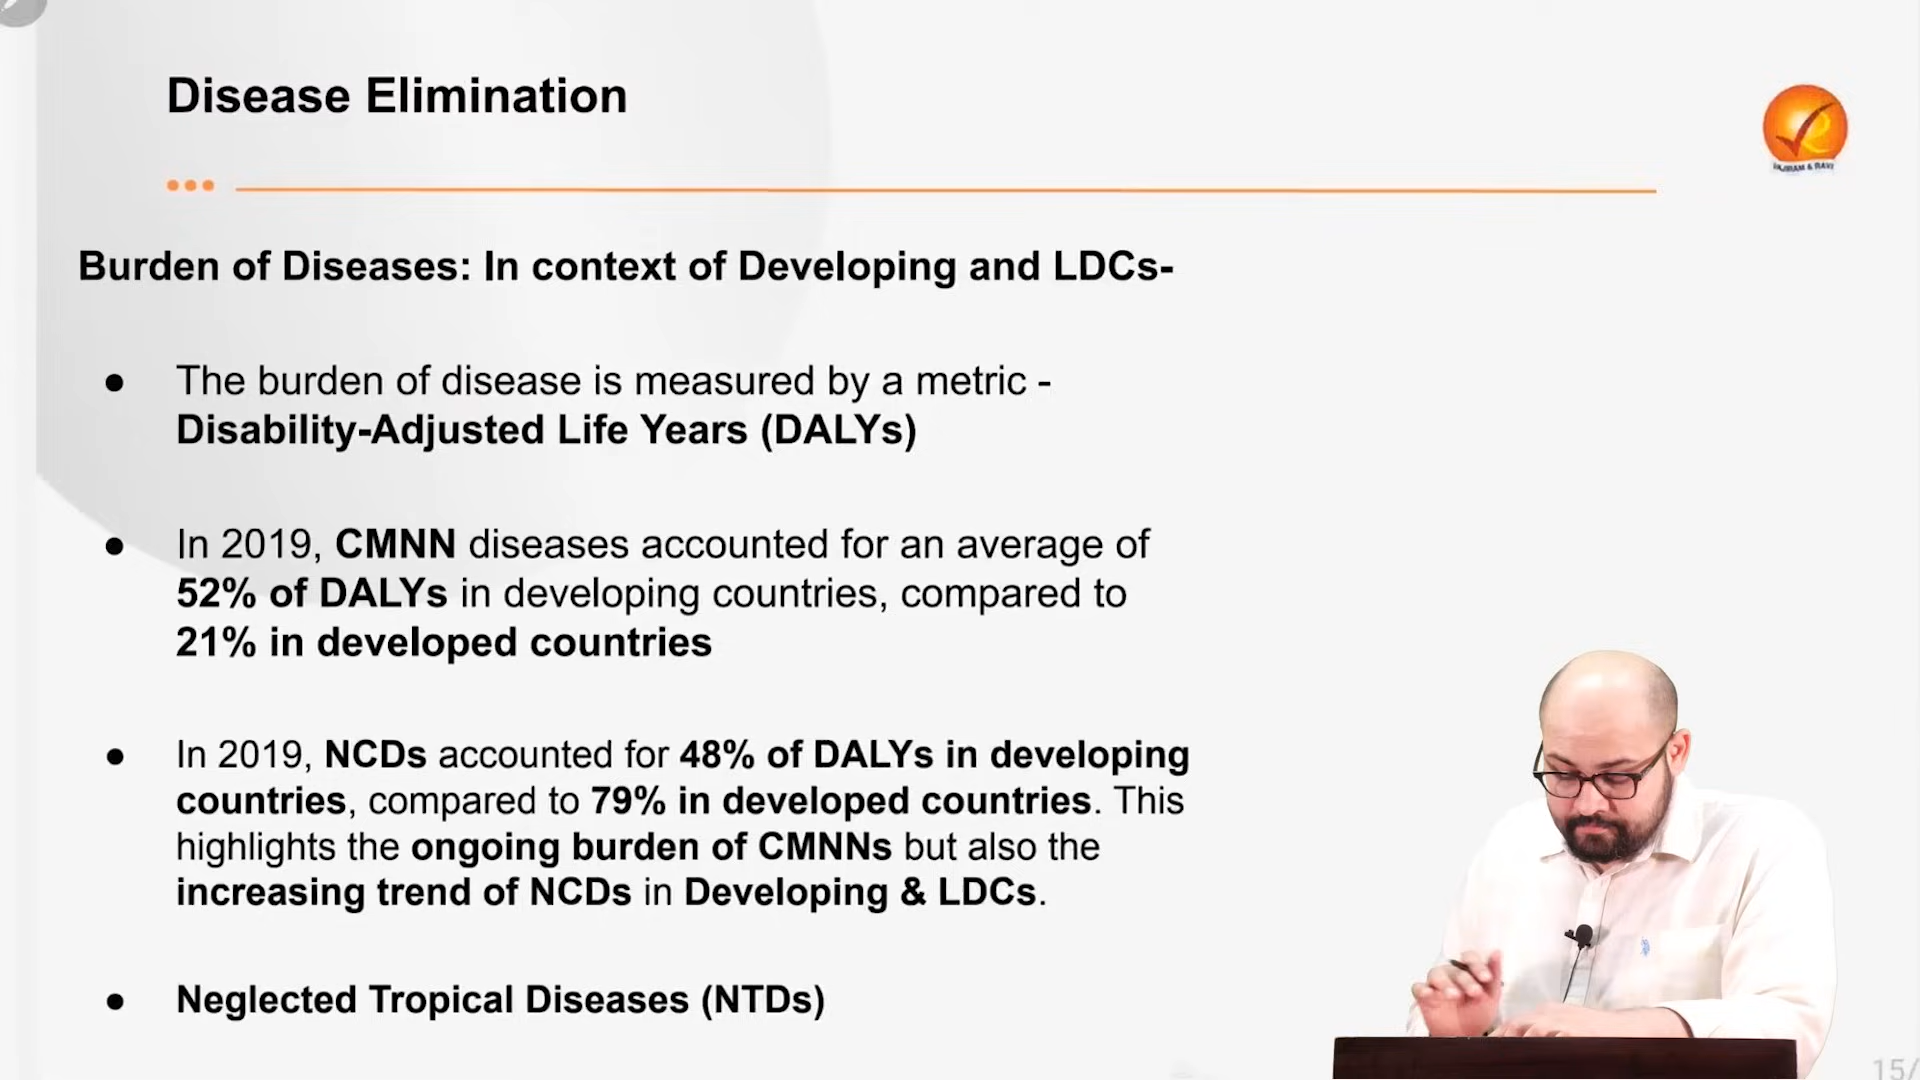 Disease Elimination
VAJIRAM & RAVI
Burden of Diseases: In context of Developing and LDCs-
● The burden of disease is measured by a metric -
Disability-Adjusted Life Years (DALYs)
● In 2019, CMNN diseases accounted for an average of
52% of DALYs in developing countries, compared to
21% in developed countries
● In 2019, NCDs accounted for 48% of DALYs in developing
countries, compared to 79% in developed countries. This
highlights the ongoing burden of CMNNs but also the
increasing trend of NCDs in Developing & LDCs.
● Neglected Tropical Diseases (NTDs)
15/